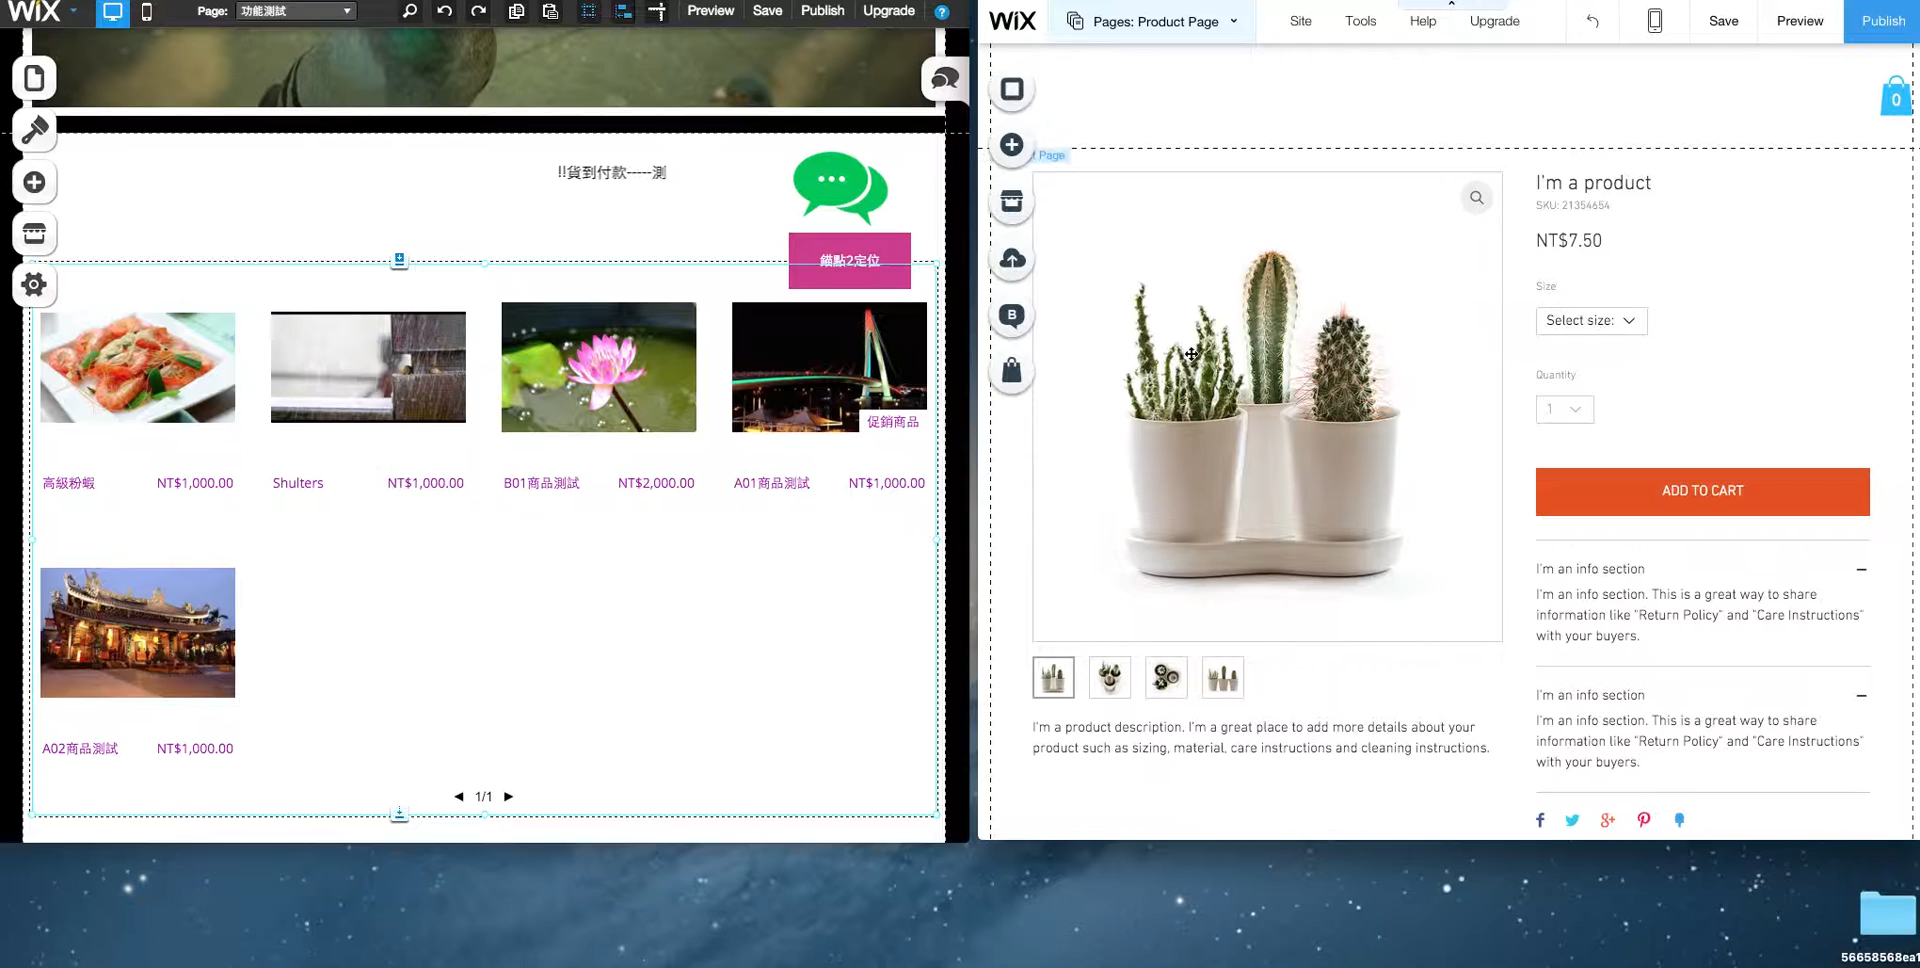 WiX
Page:
功能測試
Preview
Save
Publish
Upgrade
?
!!貨到付款-----測
錨點2定位
促銷商品
高級粉蝦
NT$1,000.00
Shulters
NT$1,000.00
B01商品測試
NT$2,000.00
A01商品測試
NT$1,000.00
A02商品測試
NT$1,000.00
1/1
WiX
Pages: Product Page
Site
Tools
Help
Upgrade
Save
Preview
Publish
0
Page
B
I'm a product
SKU: 21354654
NT$7.50
Size
Select size:
Quantity
1
ADD TO CART
I'm an info section
I'm an info section. This is a great way to share
information like "Return Policy" and "Care Instructions"
with your buyers.
I'm an info section
I'm an info section. This is a great way to share
information like "Return Policy" and "Care Instructions"
with your buyers.
I'm a product description. I'm a great place to add more details about your
product such as sizing, material, care instructions and cleaning instructions.
56658568ea1